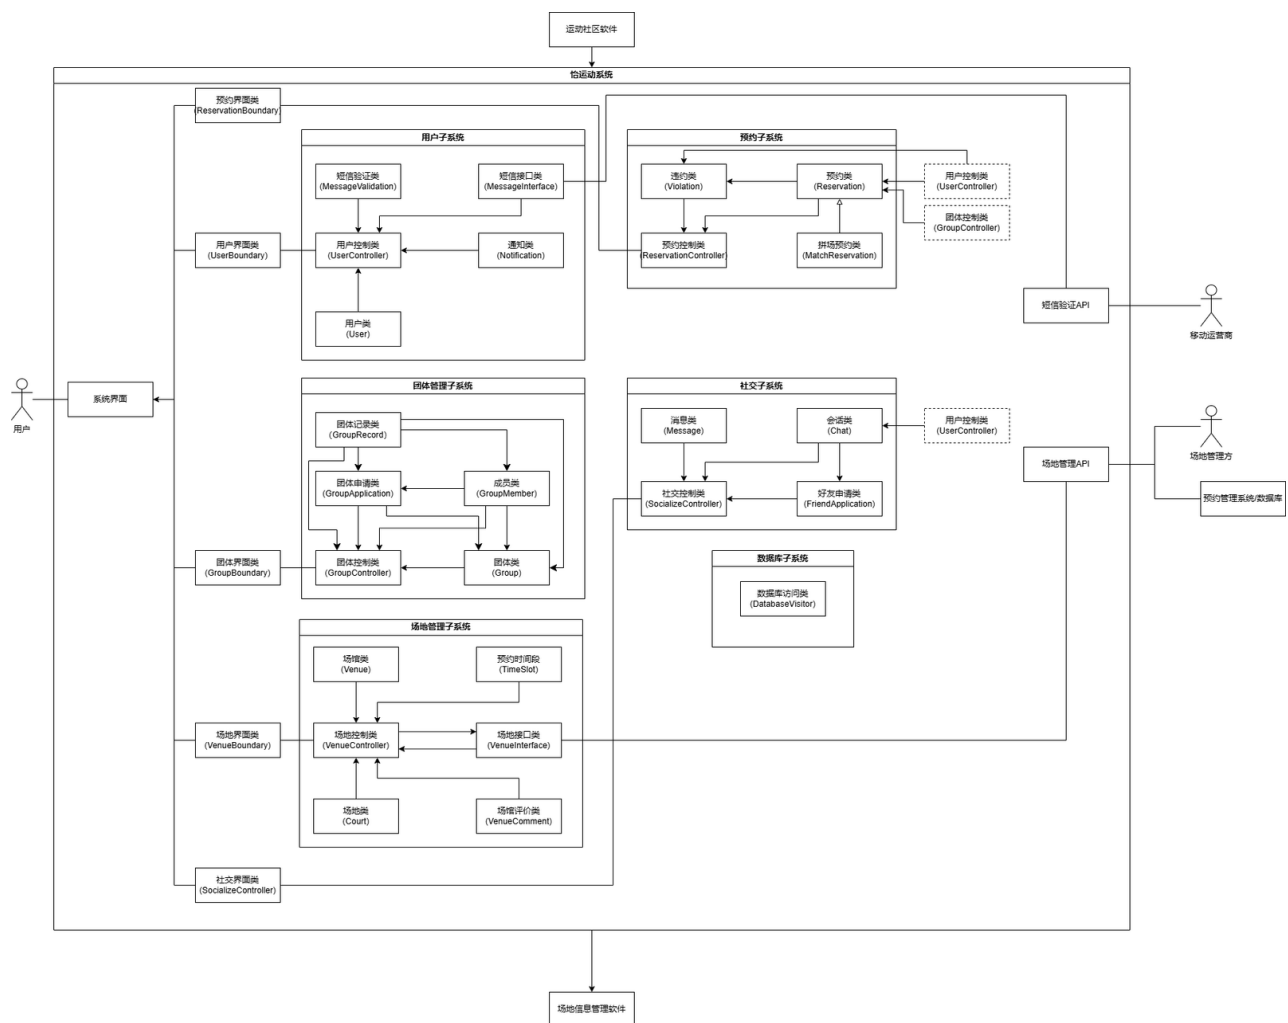 运动社区软件
恰运动系统
预约界面类
(ReservationBoundary)
用户子系统
短信验证类
(MessageValidation)
短信接口类
(MessageInterface)
用户控制类
(UserController)
通知类
(Notification)
用户类
(User)
预约子系统
违约类
(Violation)
预约类
(Reservation)
预约控制类
(ReservationController)
拼场预约类
(MatchReservation)
用户控制类
(UserController)
团体控制类
(GroupController)
用户界面类
(UserBoundary)
短信验证API
移动运营商
用户
系统界面
团体管理子系统
团体记录类
(GroupRecord)
团体申请类
(GroupApplication)
成员类
(GroupMember)
团体控制类
(GroupController)
团体类
(Group)
社交子系统
消息类
(Message)
会话类
(Chat)
社交控制类
(SocializeController)
好友申请类
(FriendApplication)
用户控制类
(UserController)
场地管理API
场地管理方
预约管理系统/数据库
团体界面类
(GroupBoundary)
数据库子系统
数据库访问类
(DatabaseVisitor)
场地管理子系统
场馆类
(Venue)
预约时间段
(TimeSlot)
场地控制类
(VenueController)
场地接口类
(VenueInterface)
场地类
(Court)
场馆评价类
(VenueComment)
场地界面类
(VenueBoundary)
社交界面类
(SocializeController)
场地信息管理软件